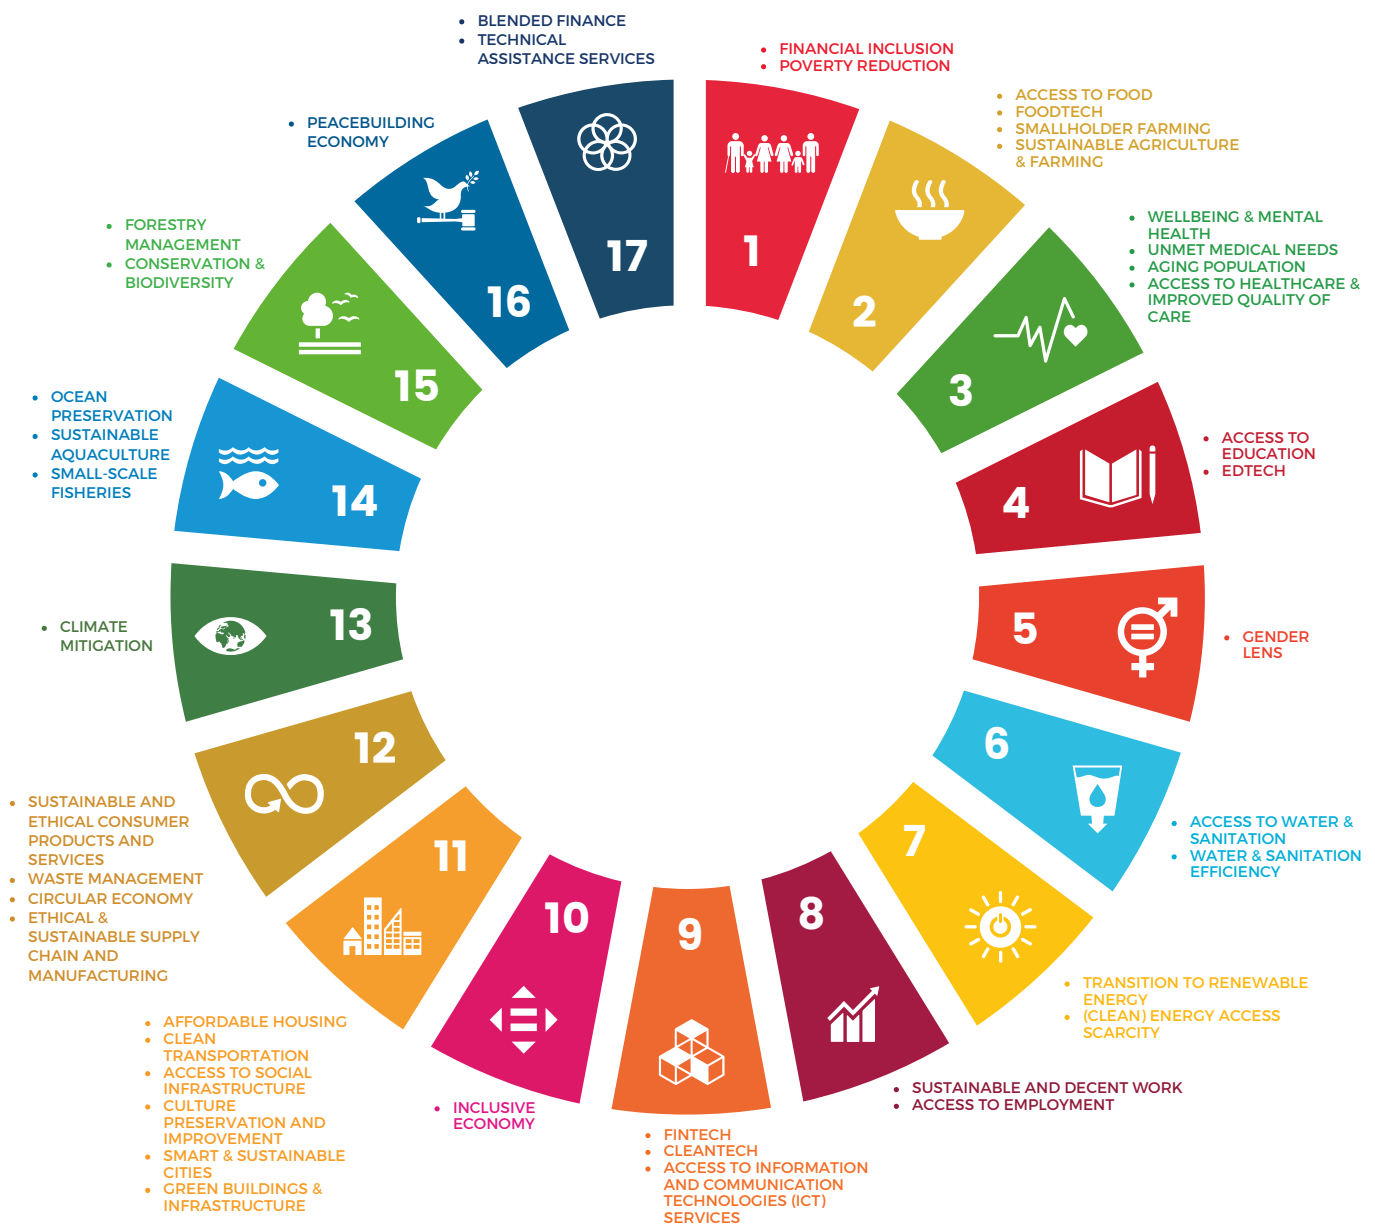 • BLENDED FINANCE
• TECHNICAL
ASSISTANCE SERVICES
17
• FINANCIAL INCLUSION
• POVERTY REDUCTION
1
• ACCESS TO FOOD
• FOODTECH
• SMALLHOLDER FARMING
• SUSTAINABLE AGRICULTURE
& FARMING
2
• WELLBEING & MENTAL
HEALTH
• UNMET MEDICAL NEEDS
• AGING POPULATION
• ACCESS TO HEALTHCARE &
IMPROVED QUALITY OF
CARE
3
• ACCESS TO
EDUCATION
• EDTECH
4
• GENDER
LENS
5
• ACCESS TO WATER &
SANITATION
• WATER & SANITATION
EFFICIENCY
6
• TRANSITION TO RENEWABLE
ENERGY
• (CLEAN) ENERGY ACCESS
SCARCITY
7
• SUSTAINABLE AND DECENT WORK
• ACCESS TO EMPLOYMENT
8
• FINTECH
• CLEANTECH
• ACCESS TO INFORMATION
AND COMMUNICATION
TECHNOLOGIES (ICT)
SERVICES
9
• INCLUSIVE
ECONOMY
10
• AFFORDABLE HOUSING
• CLEAN
TRANSPORTATION
• ACCESS TO SOCIAL
INFRASTRUCTURE
• CULTURE
PRESERVATION AND
IMPROVEMENT
• SMART & SUSTAINABLE
CITIES
• GREEN BUILDINGS &
INFRASTRUCTURE
11
• SUSTAINABLE AND
ETHICAL CONSUMER
PRODUCTS AND
SERVICES
• WASTE MANAGEMENT
• CIRCULAR ECONOMY
• ETHICAL &
SUSTAINABLE SUPPLY
CHAIN AND
MANUFACTURING
12
• CLIMATE
MITIGATION
13
• OCEAN
PRESERVATION
• SUSTAINABLE
AQUACULTURE
• SMALL-SCALE
FISHERIES
14
• FORESTRY
MANAGEMENT
• CONSERVATION &
BIODIVERSITY
15
• PEACEBUILDING
ECONOMY
16